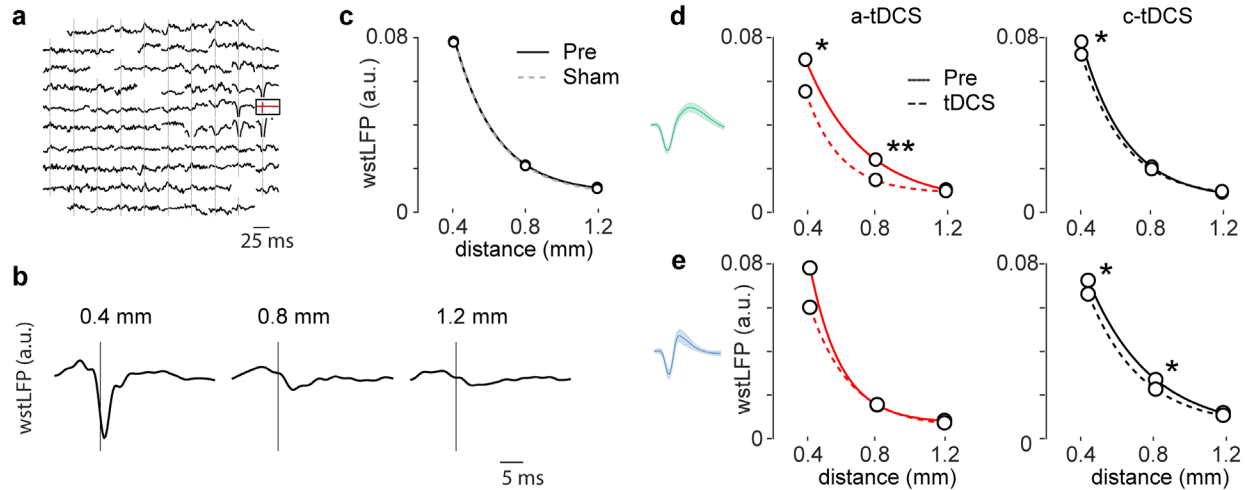 a
25 ms
b
0.4 mm
0.8 mm
1.2 mm
wstLFP (a.u.)
5 ms
c
0.08
Pre
Sham
wstLFP (a.u.)
0
0.4
0.8
1.2
distance (mm)
d
a-tDCS
c-tDCS
0.08
*
**
Pre
tDCS
wstLFP (a.u.)
0
0.4
0.8
1.2
distance (mm)
0.08
*
0
0.4
0.8
1.2
e
0.08
wstLFP (a.u.)
0
0.4
0.8
1.2
distance (mm)
0.08
*
*
0
0.4
0.8
1.2
distance (mm)